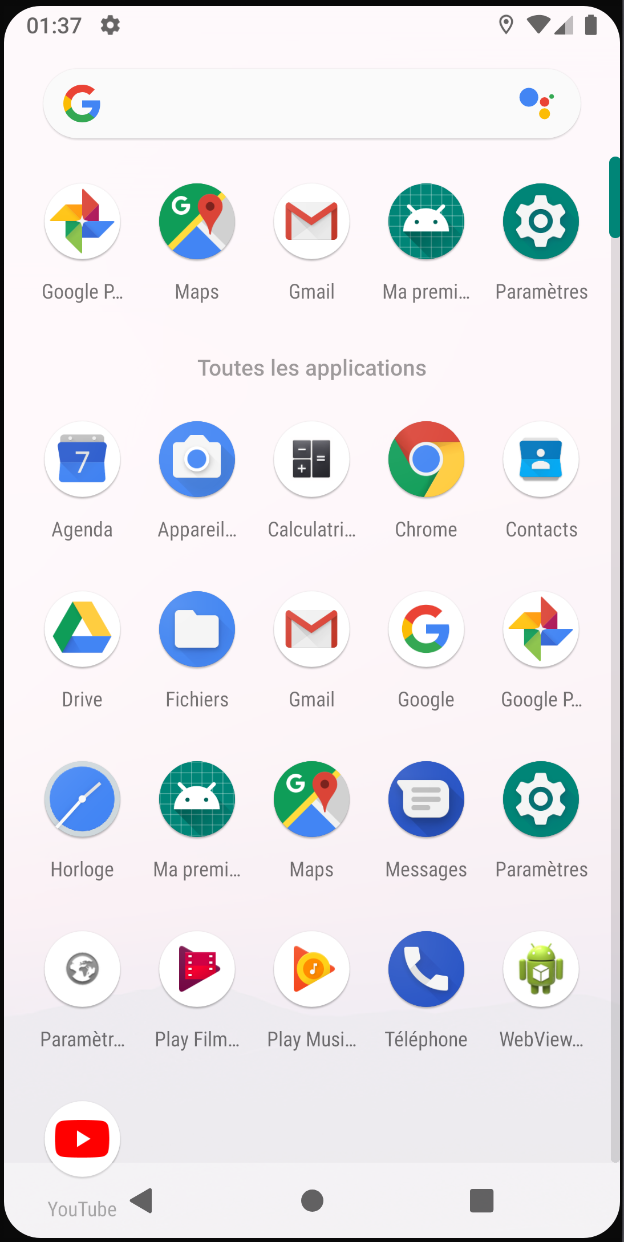 01:37
Google P...
Maps
Gmail
Ma premi...
Paramètres
Toutes les applications
7
Agenda
Appareil...
Calculatri...
Chrome
Contacts
Drive
Fichiers
Gmail
Google
Google P...
Horloge
Ma premi...
Maps
Messages
Paramètres
Paramètr...
Play Film...
Play Musi...
Téléphone
WebView...
YouTube